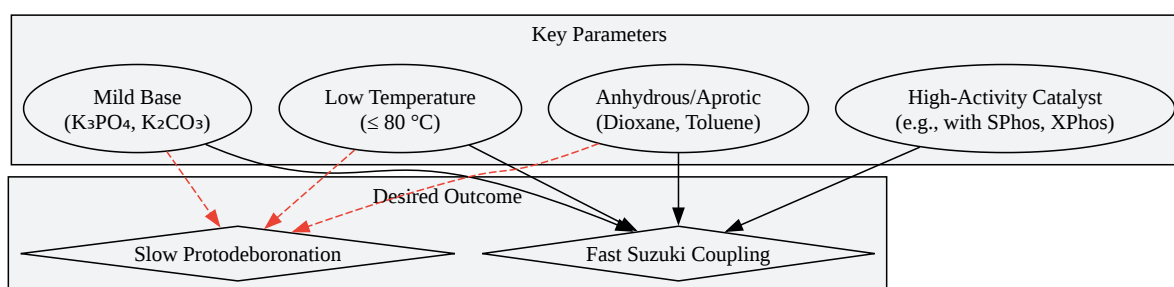 Key Parameters
Mild Base
(K₃PO₄, K₂CO₃)
Low Temperature
(≤ 80 °C)
Anhydrous/Aprotic
(Dioxane, Toluene)
High-Activity Catalyst
(e.g., with SPhos, XPhos)
Desired Outcome
Slow Protodeboronation
Fast Suzuki Coupling